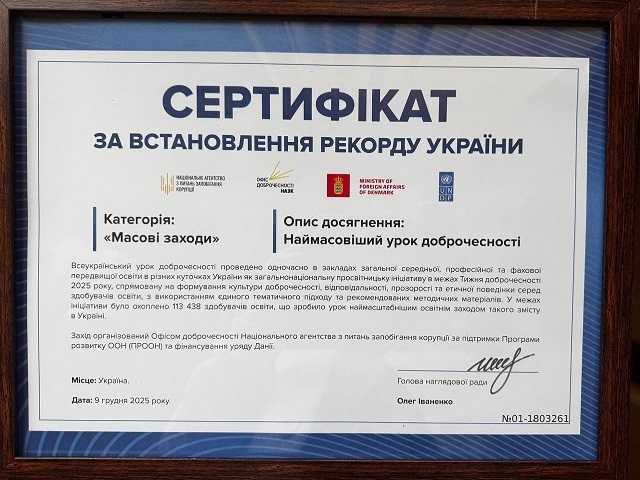 СЕРТИФІКАТ
ЗА ВСТАНОВЛЕННЯ РЕКОРДУ УКРАЇНИ
НАЦІОНАЛЬНЕ АГЕНТСТВО
З ПИТАНЬ ЗАПОБІГАННЯ
КОРУПЦІЇ
ОФІС
ДОБРОЧЕСНОСТІ
НАЗК
MINISTRY OF
FOREIGN AFFAIRS
OF DENMARK
U N
D P
Категорія:
«Масові заходи»
Опис досягнення:
Наймасовіший урок доброчесності
Всеукраїнський урок доброчесності проведено одночасно в закладах загальної середньої, професійної та фахової
передвищої освіти в різних куточках України як загальнонаціональну просвітницьку ініціативу в межах Тижня доброчесності
2025 року, спрямовану на формування культури доброчесності, відповідальності, прозорості та етичної поведінки серед
здобувачів освіти, з використанням єдиного тематичного підходу та рекомендованих методичних матеріалів. У межах
ініціативи було охоплено 113 438 здобувачів освіти, що зробило урок наймасштабнішим освітнім заходом такого змісту
в Україні.
Захід організований Офісом доброчесності Національного агентства з питань запобігання корупції за підтримки Програми
розвитку ООН (ПРООН) та фінансування уряду Данії.
Місце: Україна.
Голова наглядової ради
Дата: 9 грудня 2025 року.
Олег Іваненко
№01-1803261